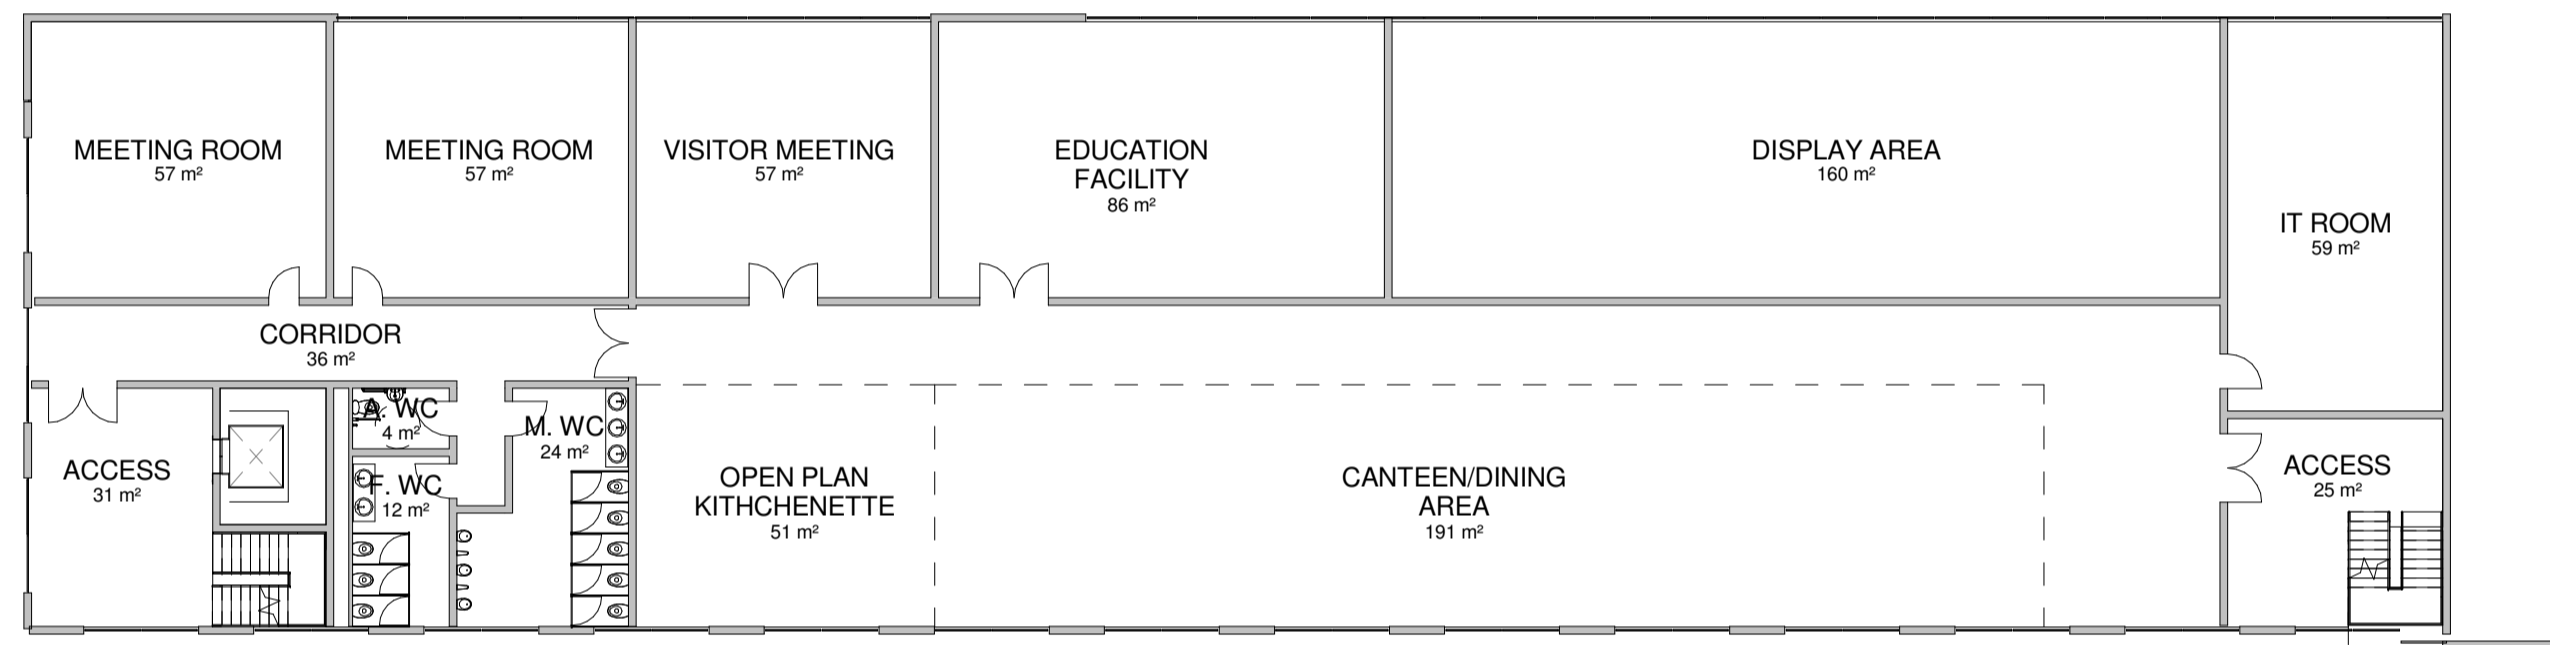 MEETING ROOM
57 m²
MEETING ROOM
57 m²
VISITOR MEETING
57 m²
EDUCATION
FACILITY
86 m²
DISPLAY AREA
160 m²
IT ROOM
59 m²
CORRIDOR
36 m²
ACCESS
31 m²
A. WC
4 m²
F. WC
12 m²
M. WC
24 m²
OPEN PLAN
KITHCHENETTE
51 m²
CANTEEN/DINING
AREA
191 m²
ACCESS
25 m²